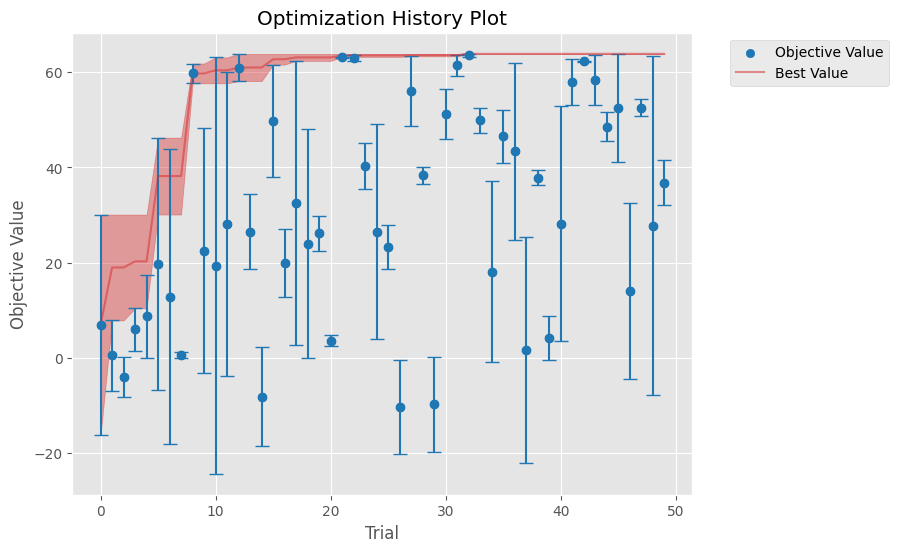 Optimization History Plot
Objective Value
Best Value
Objective Value
60
40
20
0
−20
0 10 20 30 40 50
Trial